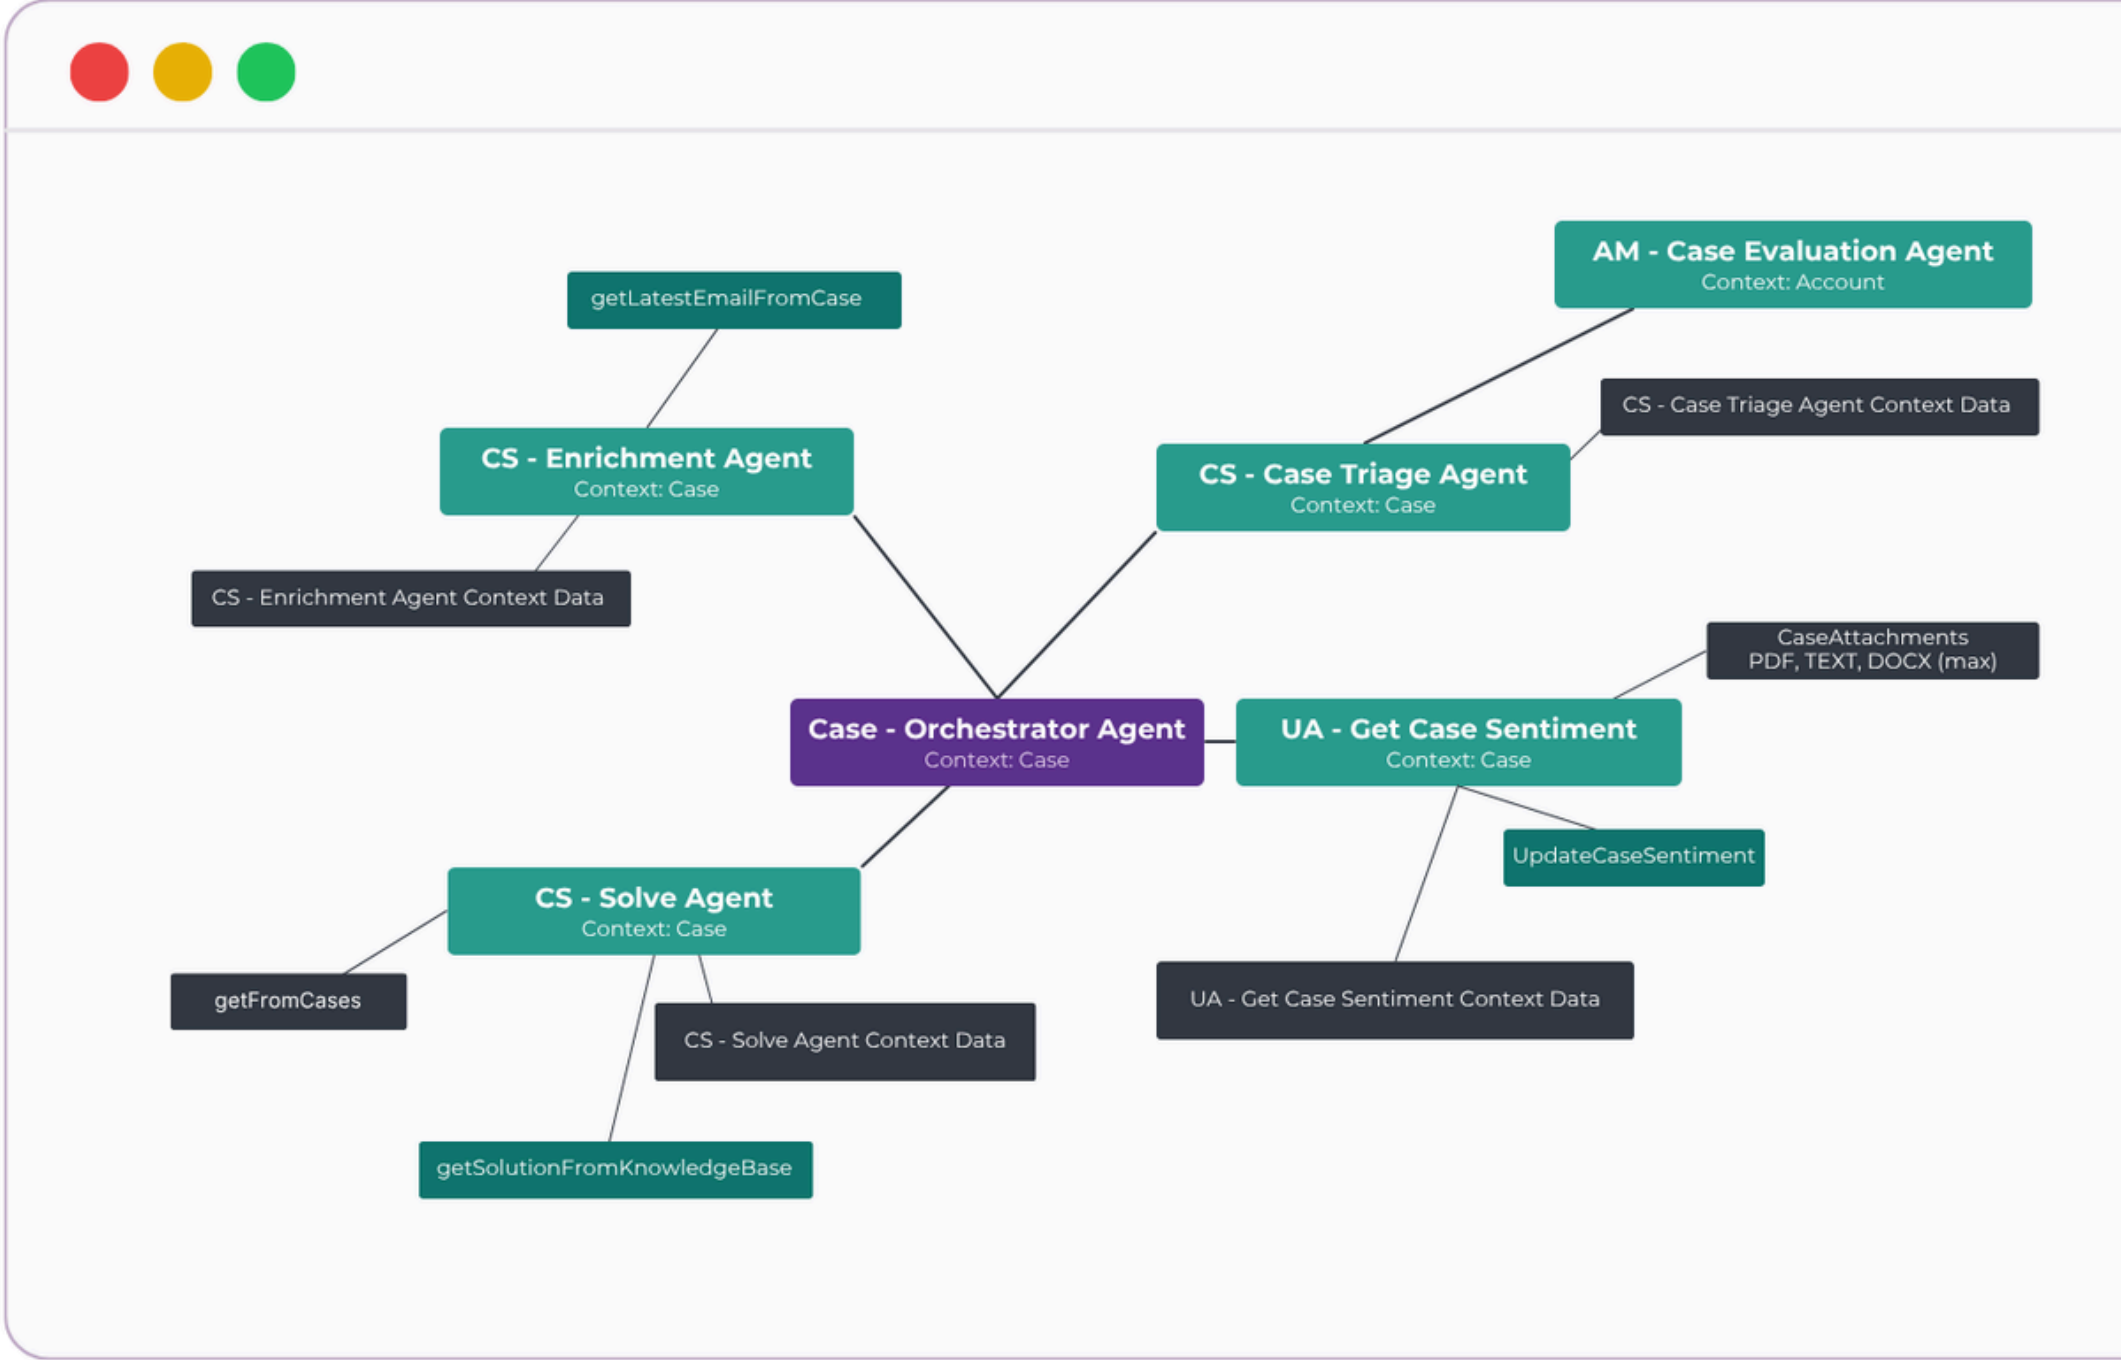 AM - Case Evaluation Agent
Context: Account
getLatestEmailFromCase
CS - Case Triage Agent Context Data
CS - Enrichment Agent
Context: Case
CS - Case Triage Agent
Context: Case
CS - Enrichment Agent Context Data
CaseAttachments
PDF, TEXT, DOCX (max)
Case - Orchestrator Agent
Context: Case
UA - Get Case Sentiment
Context: Case
UpdateCaseSentiment
CS - Solve Agent
Context: Case
getFromCases
UA - Get Case Sentiment Context Data
CS - Solve Agent Context Data
getSolutionFromKnowledgeBase